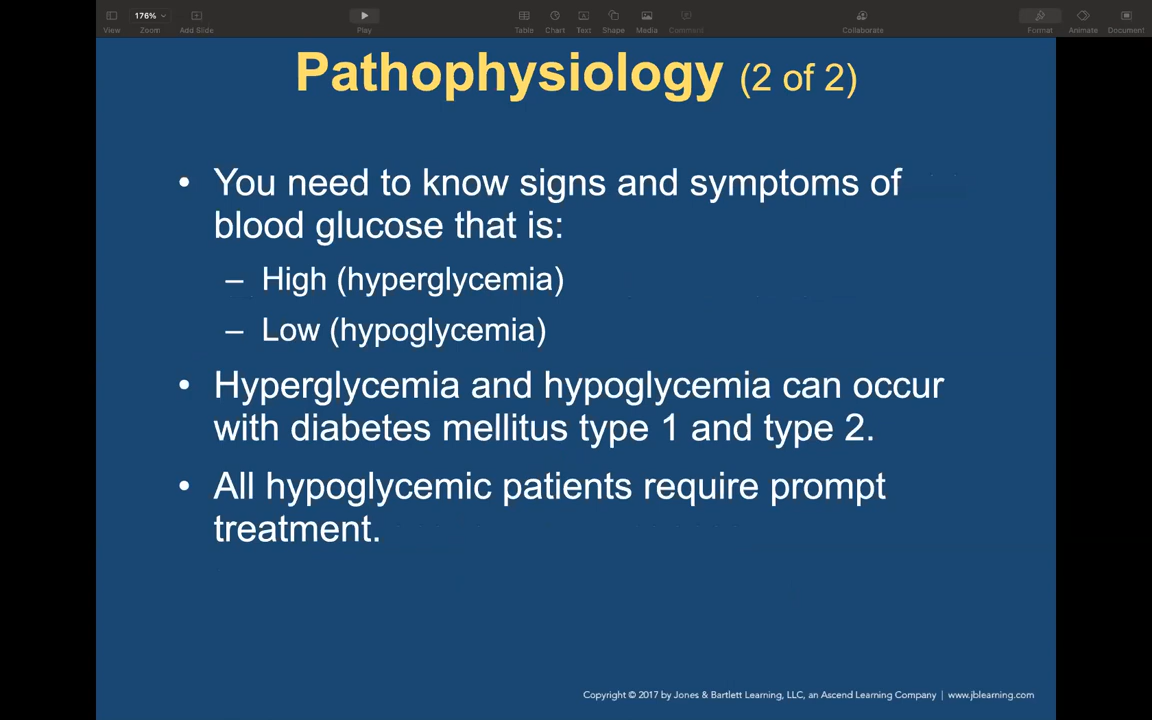 176%
View Zoom Add Slide Play Table Chart Text Shape Media Comment Collaborate Format Animate Document
Pathophysiology (2 of 2)
• You need to know signs and symptoms of
blood glucose that is:
– High (hyperglycemia)
– Low (hypoglycemia)
• Hyperglycemia and hypoglycemia can occur
with diabetes mellitus type 1 and type 2.
• All hypoglycemic patients require prompt
treatment.
Copyright © 2017 by Jones & Bartlett Learning, LLC, an Ascend Learning Company | www.jblearning.com